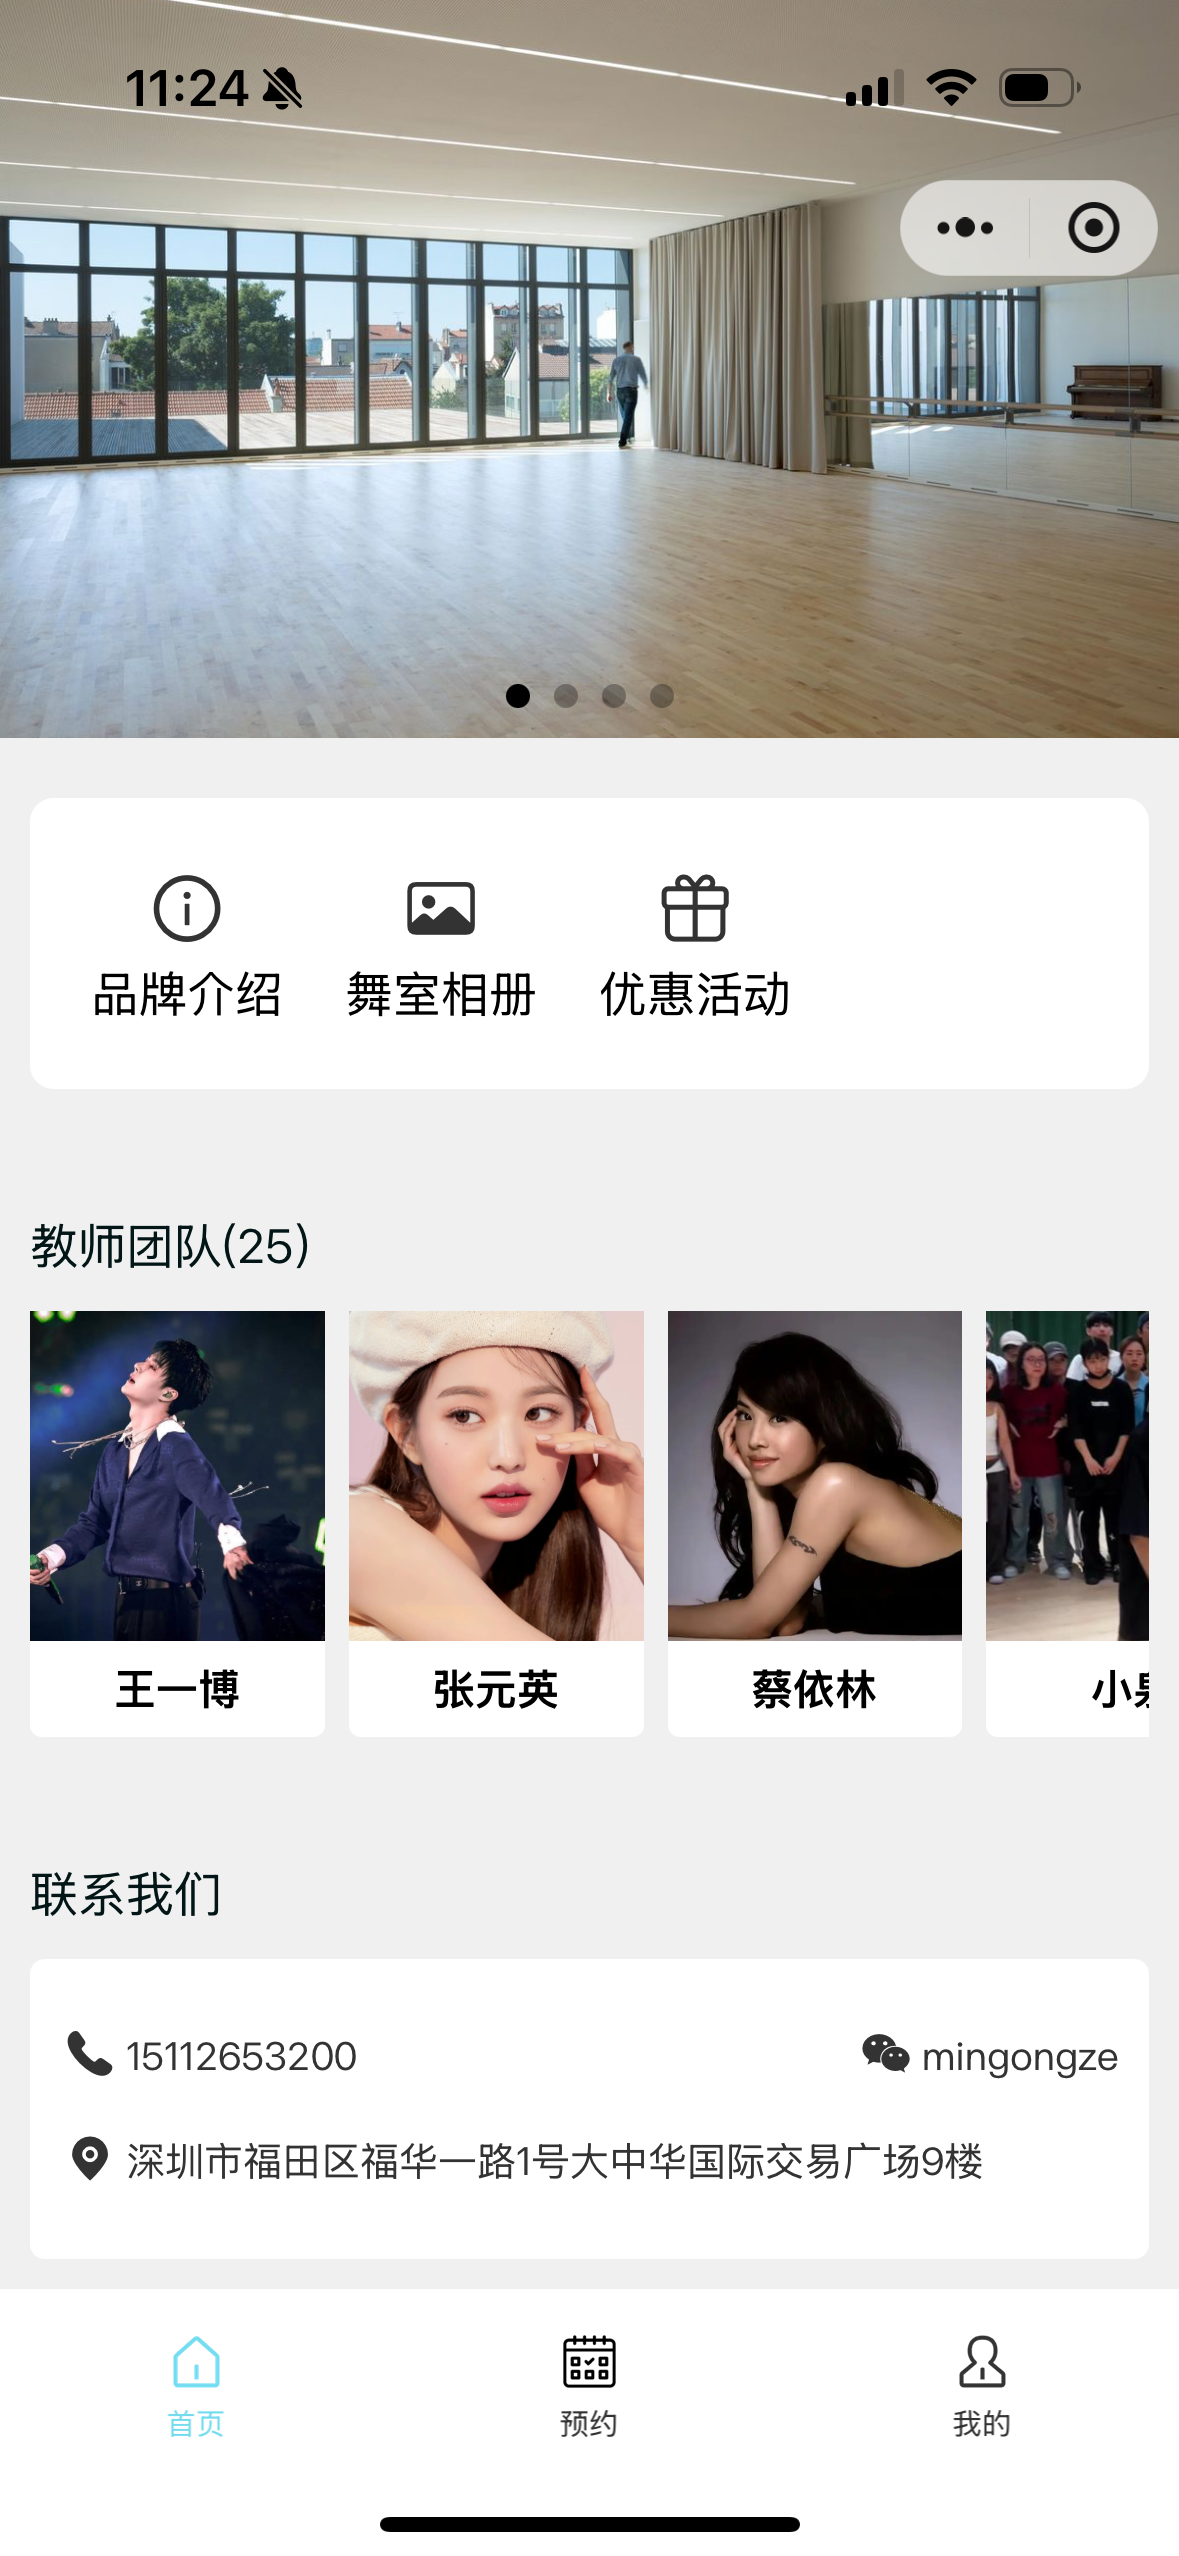 11:24
品牌介绍
舞室相册
优惠活动
教师团队(25)
王一博
张元英
蔡依林
小
联系我们
15112653200
mingongze
深圳市福田区福华一路1号大中华国际交易广场9楼
首页
预约
我的